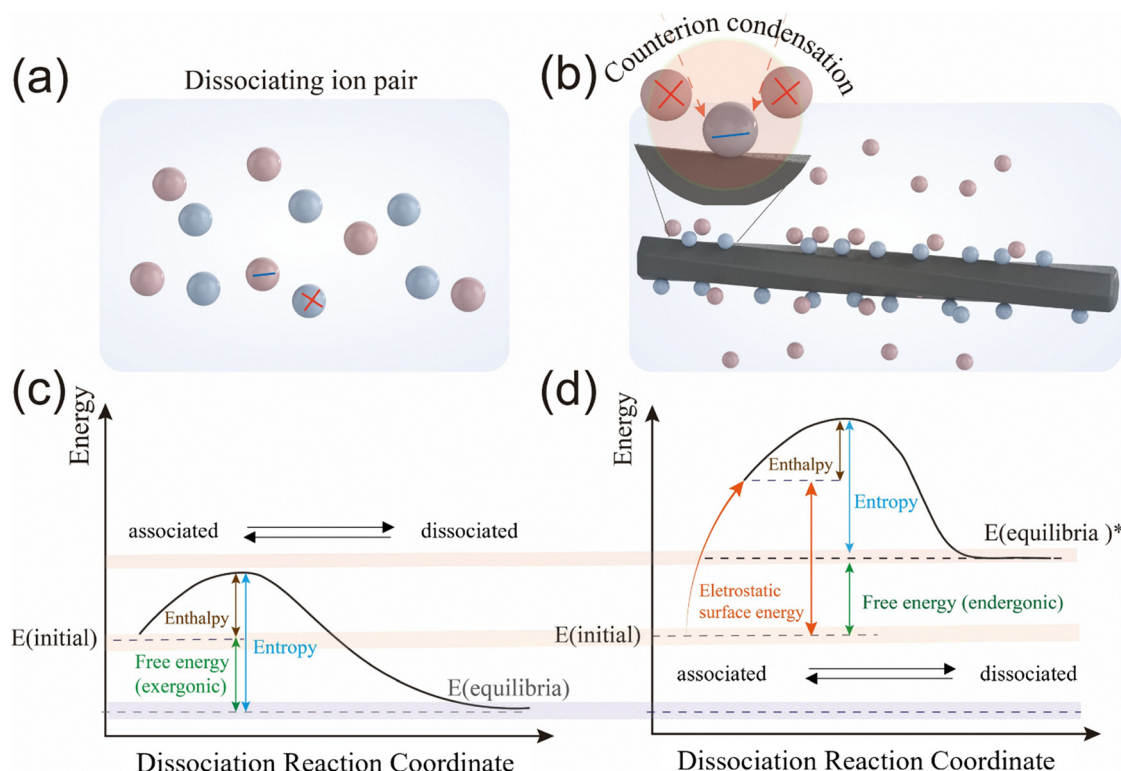 (a)
Dissociating ion pair
(b)
Counterion condensation
(c)
Energy
associated
dissociated
Enthalpy
E(initial)
Free energy
(exergonic)
Entropy
E(equilibria)
Dissociation Reaction Coordinate
(d)
Energy
Enthalpy
Entropy
E(equilibria )*
Eletrostatic
surface energy
Free energy (endergonic)
E(initial)
associated
dissociated
Dissociation Reaction Coordinate